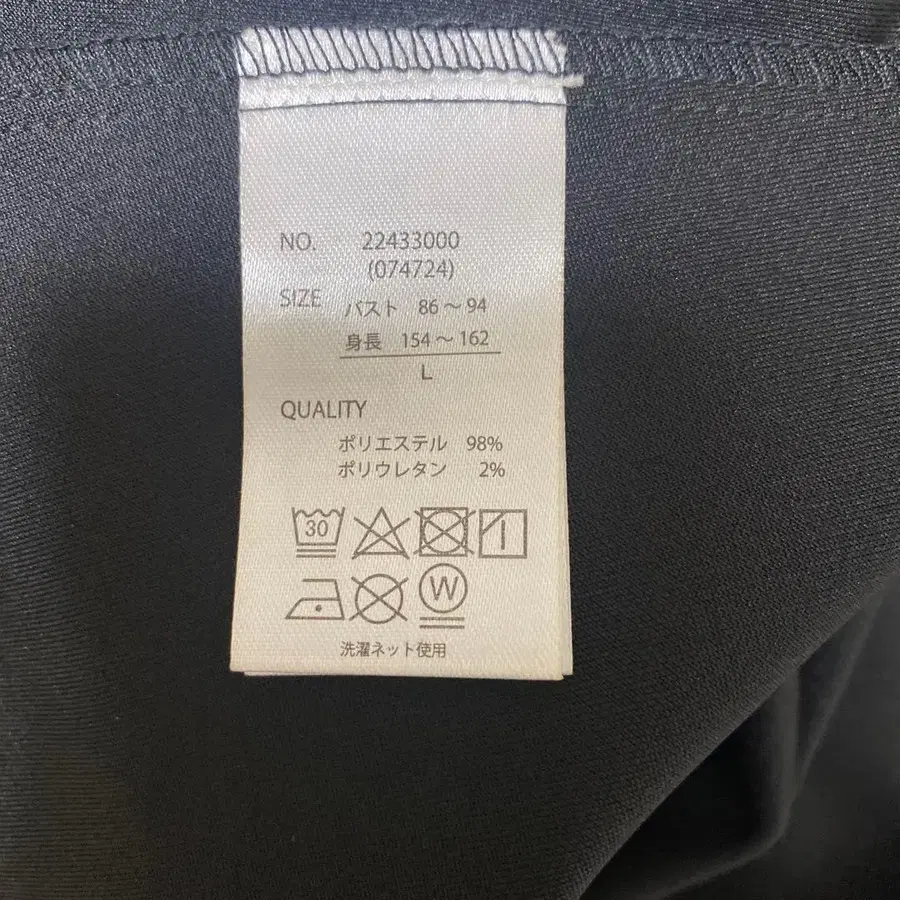 NO. 22433000
(074724)
SIZE バスト 86～94
身長 154～162
L
QUALITY
ポリエステル 98%
ポリウレタン 2%
30
W
洗濯ネット使用